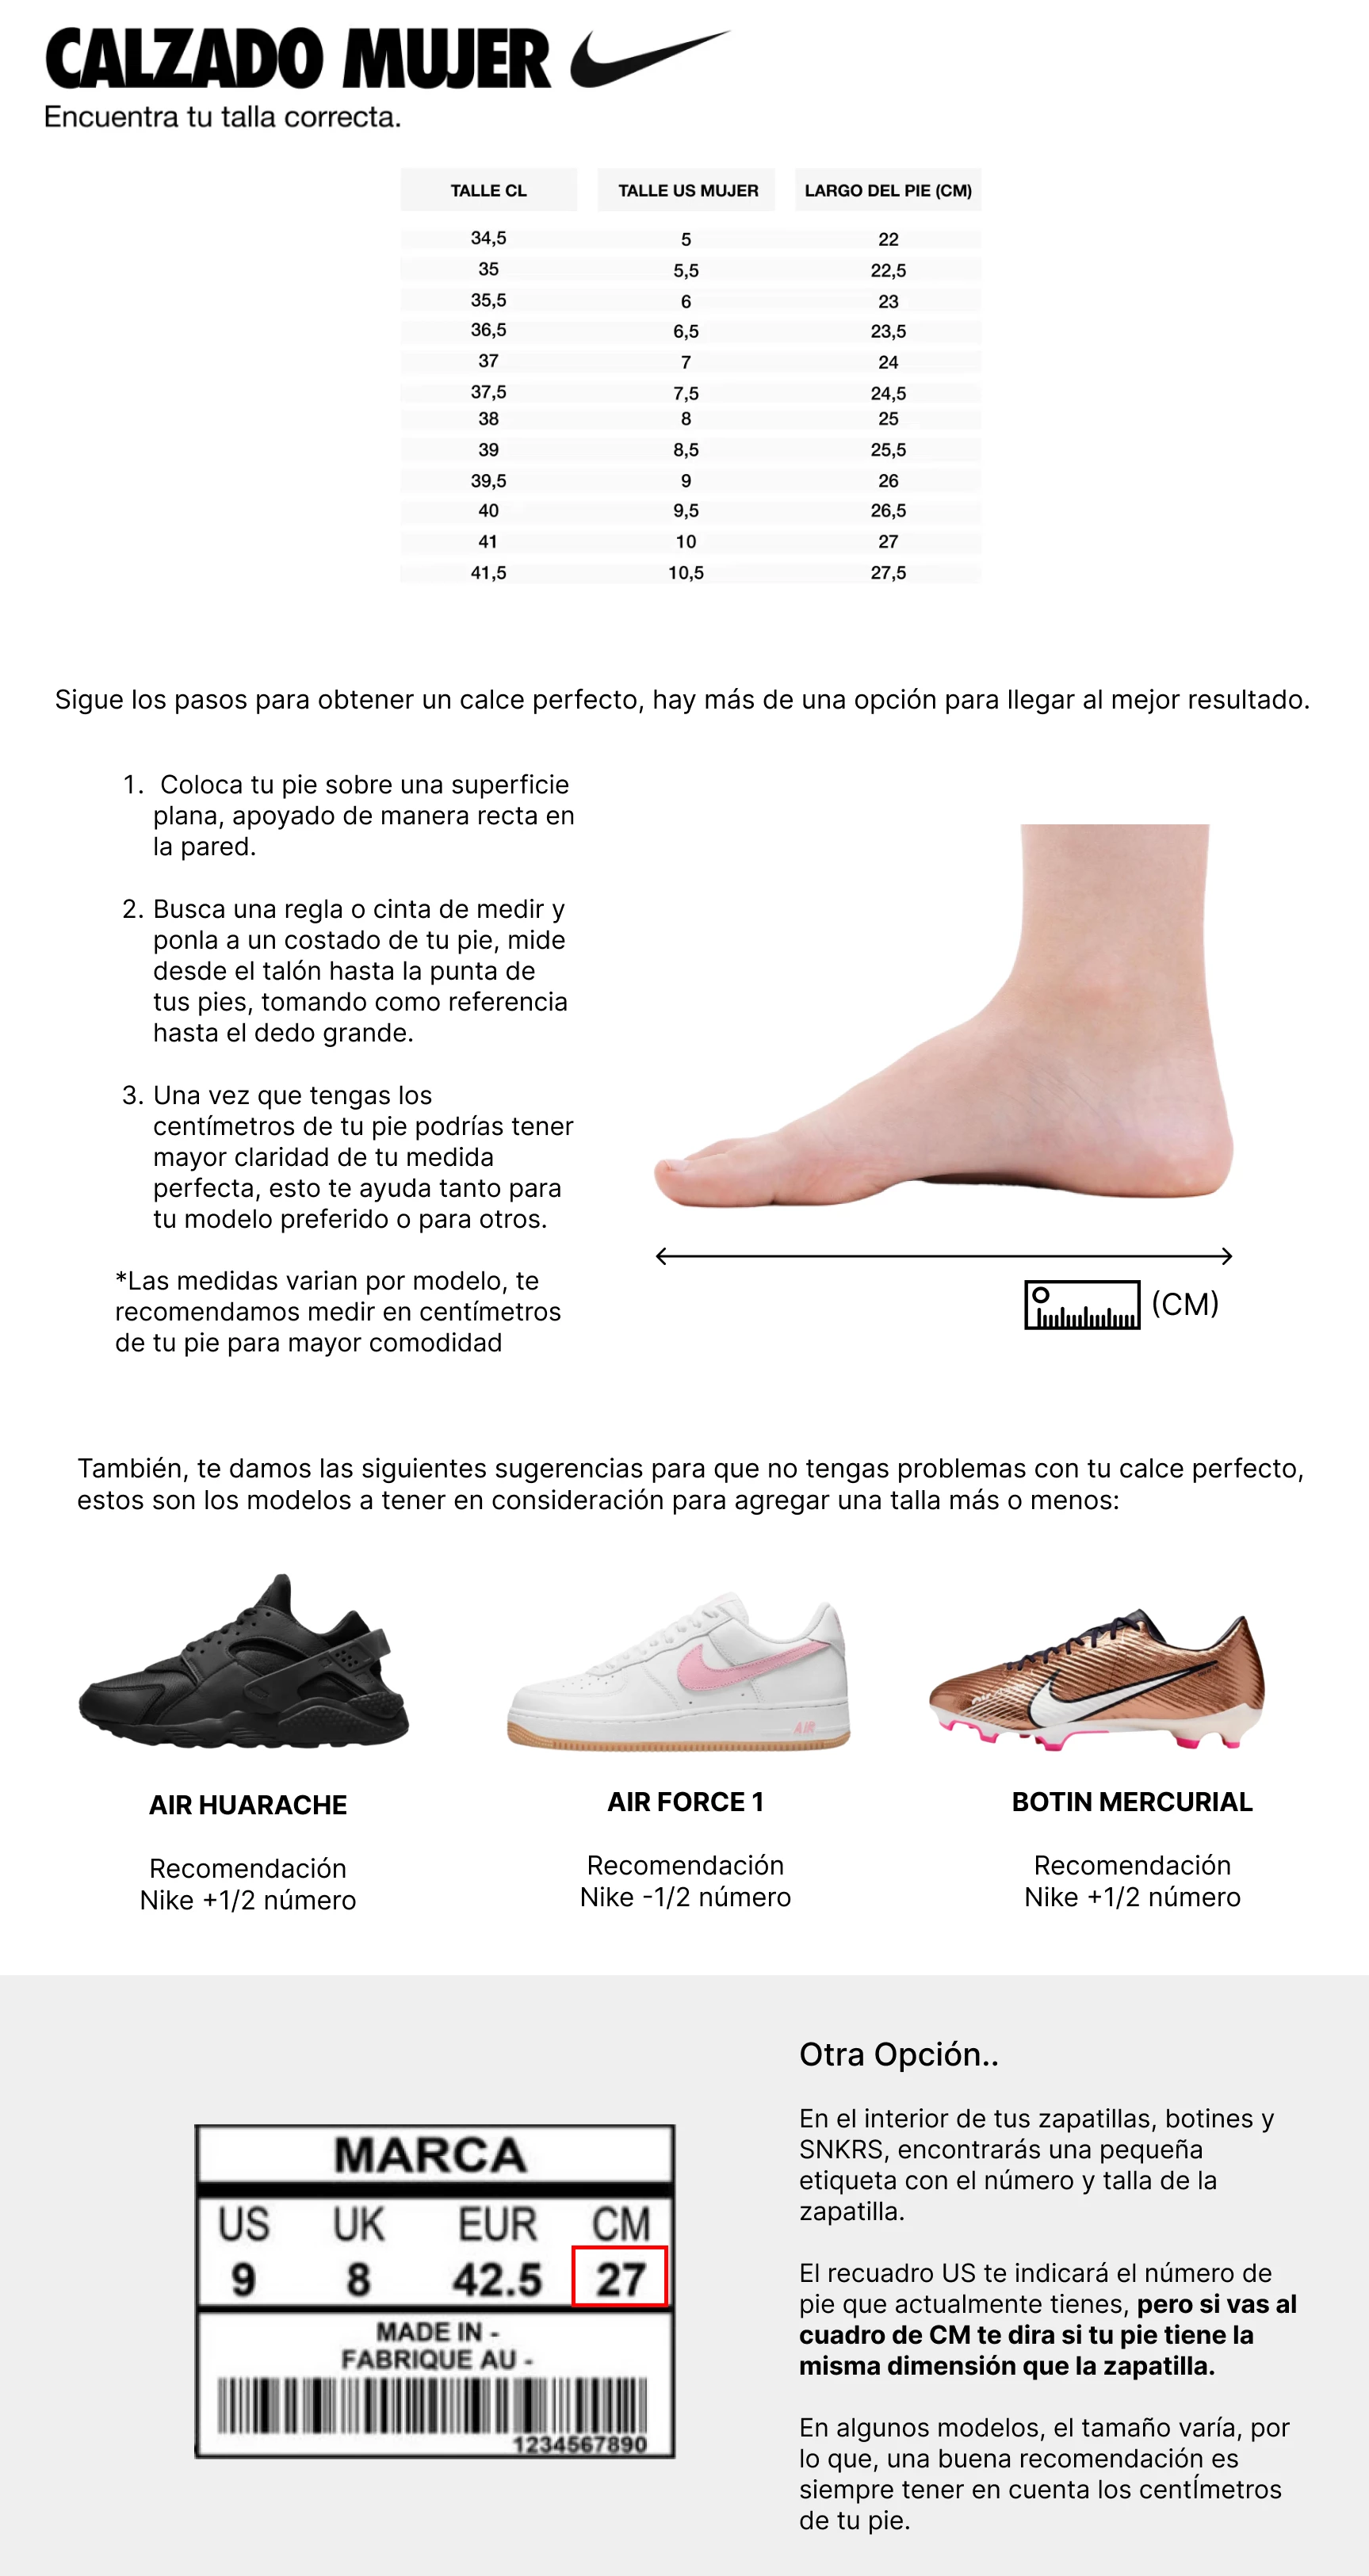 CALZADO MUJER
Encuentra tu talla correcta.
TALLE CL TALLE US MUJER LARGO DEL PIE (CM)
34,5 5 22
35 5,5 22,5
35,5 6 23
36,5 6,5 23,5
37 7 24
37,5 7,5 24,5
38 8 25
39 8,5 25,5
39,5 9 26
40 9,5 26,5
41 10 27
41,5 10,5 27,5
Sigue los pasos para obtener un calce perfecto, hay más de una opción para llegar al mejor resultado.
1. Coloca tu pie sobre una superficie
plana, apoyado de manera recta en
la pared.
2. Busca una regla o cinta de medir y
ponla a un costado de tu pie, mide
desde el talón hasta la punta de
tus pies, tomando como referencia
hasta el dedo grande.
3. Una vez que tengas los
centímetros de tu pie podrías tener
mayor claridad de tu medida
perfecta, esto te ayuda tanto para
tu modelo preferido o para otros.
*Las medidas varian por modelo, te
recomendamos medir en centímetros
de tu pie para mayor comodidad
(CM)
También, te damos las siguientes sugerencias para que no tengas problemas con tu calce perfecto,
estos son los modelos a tener en consideración para agregar una talla más o menos:
AIR
AIR HUARACHE
Recomendación
Nike +1/2 número
AIR FORCE 1
Recomendación
Nike -1/2 número
BOTIN MERCURIAL
Recomendación
Nike +1/2 número
MARCA
US UK EUR CM
9 8 42.5 27
MADE IN -
FABRIQUE AU -
1234567890
Otra Opción..
En el interior de tus zapatillas, botines y
SNKRS, encontrarás una pequeña
etiqueta con el número y talla de la
zapatilla.
El recuadro US te indicará el número de
pie que actualmente tienes, pero si vas al
cuadro de CM te dira si tu pie tiene la
misma dimensión que la zapatilla.
En algunos modelos, el tamaño varía, por
lo que, una buena recomendación es
siempre tener en cuenta los centÍmetros
de tu pie.